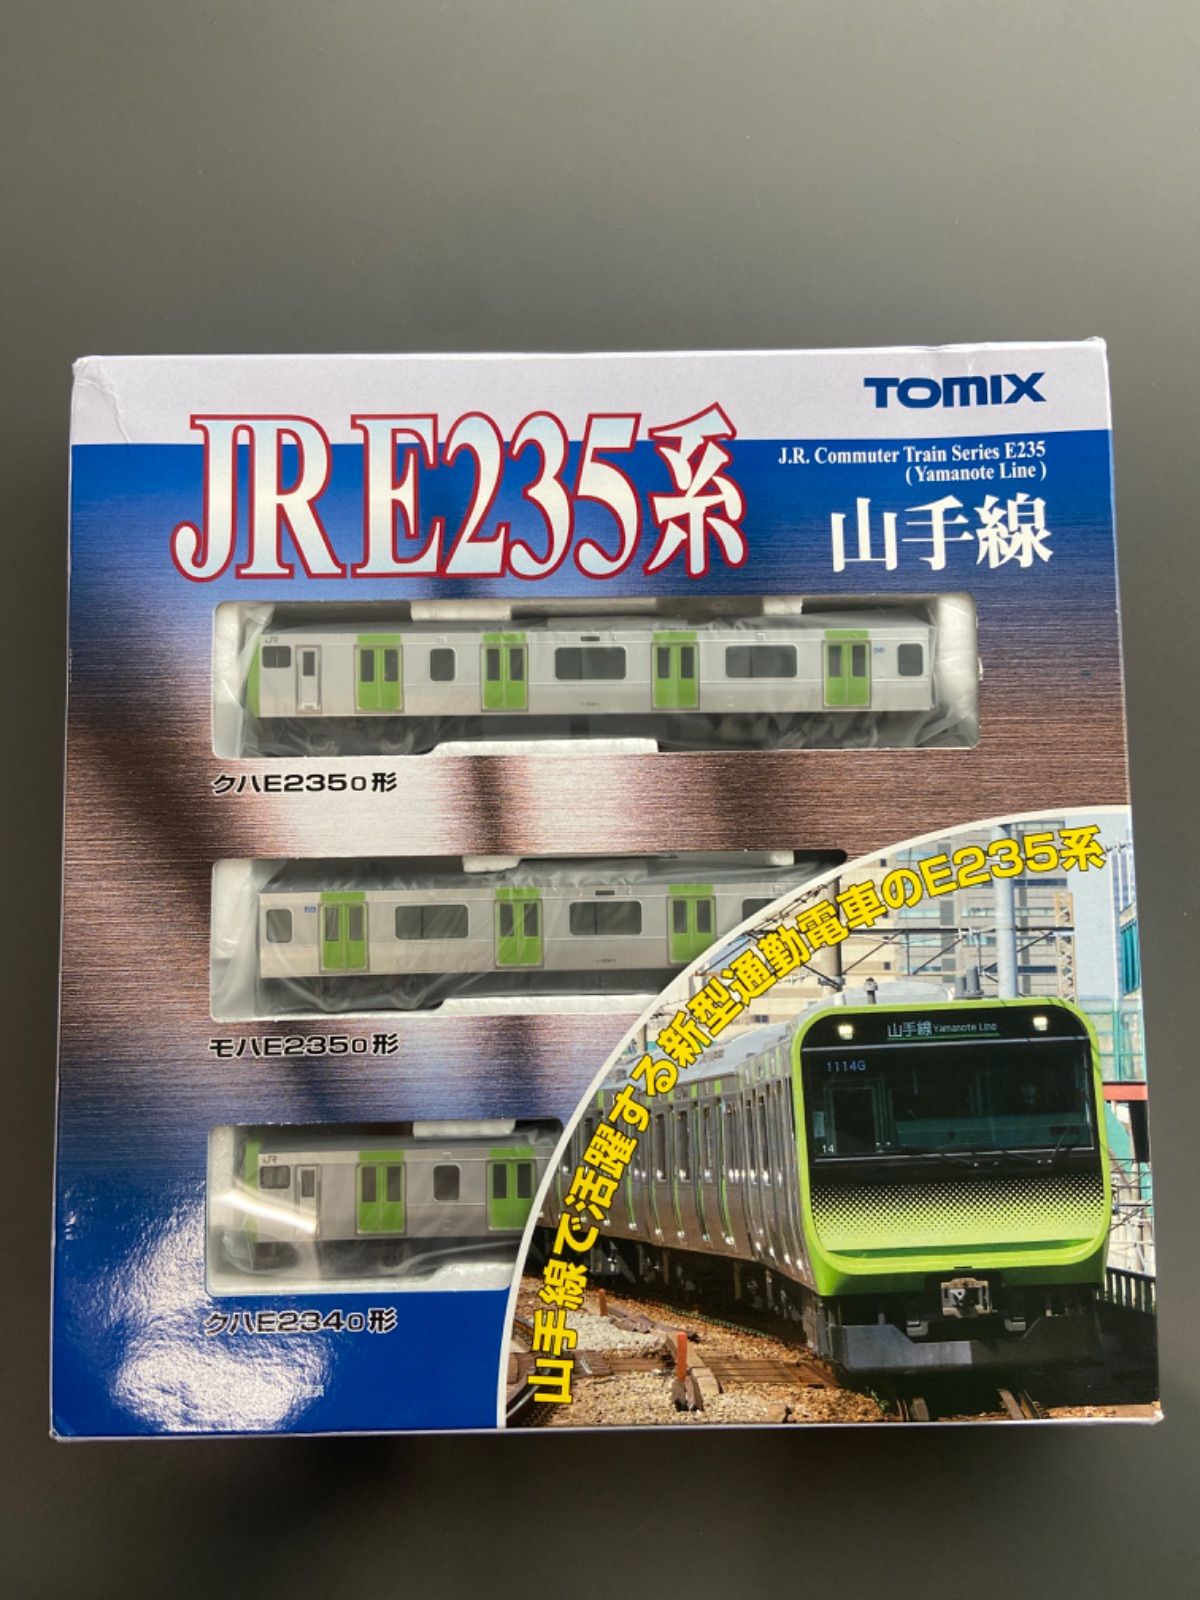 TOMIX
JR E235系
J.R. Commuter Train Series E235
(Yamanote Line)
山手線
JR
クハE235 0形
モハE235 0形
山手線で活躍する新型通勤電車のE235系
山手線 Yamanote Line
1114G
14
JR
クハE234 0形